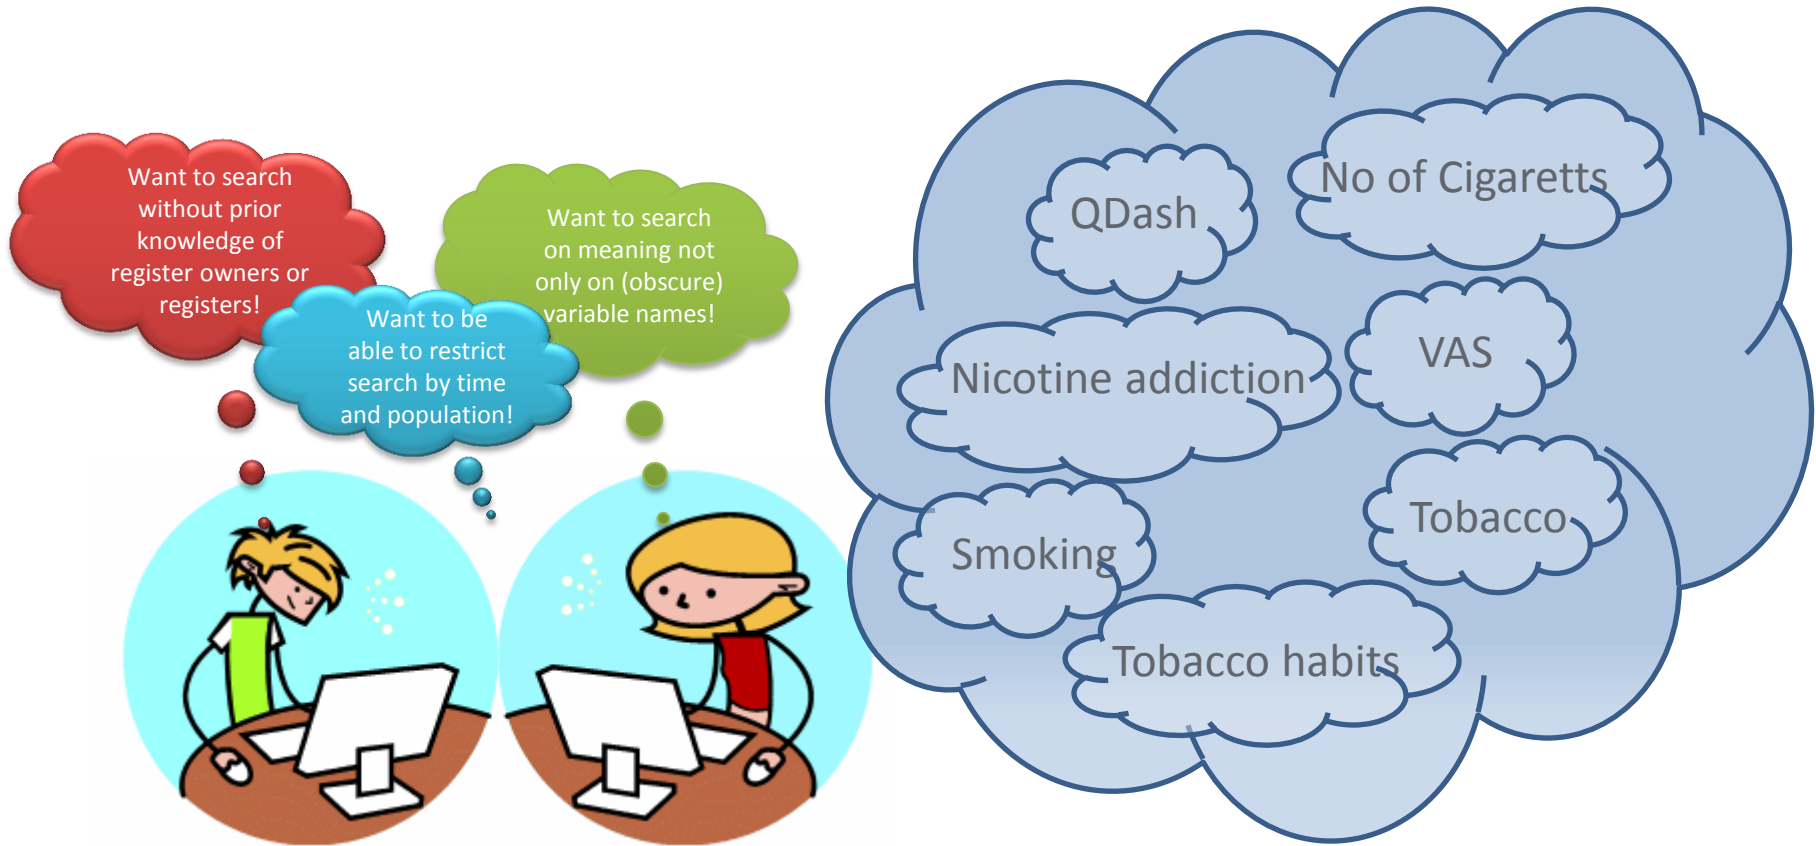 Want to search
without prior
knowledge of
register owners or
registers!
Want to be
able to restrict
search by time
and population!
Want to search
on meaning not
only on (obscure)
variable names!
QDash
No of Cigaretts
Nicotine addiction
VAS
Tobacco
Smoking
Tobacco habits